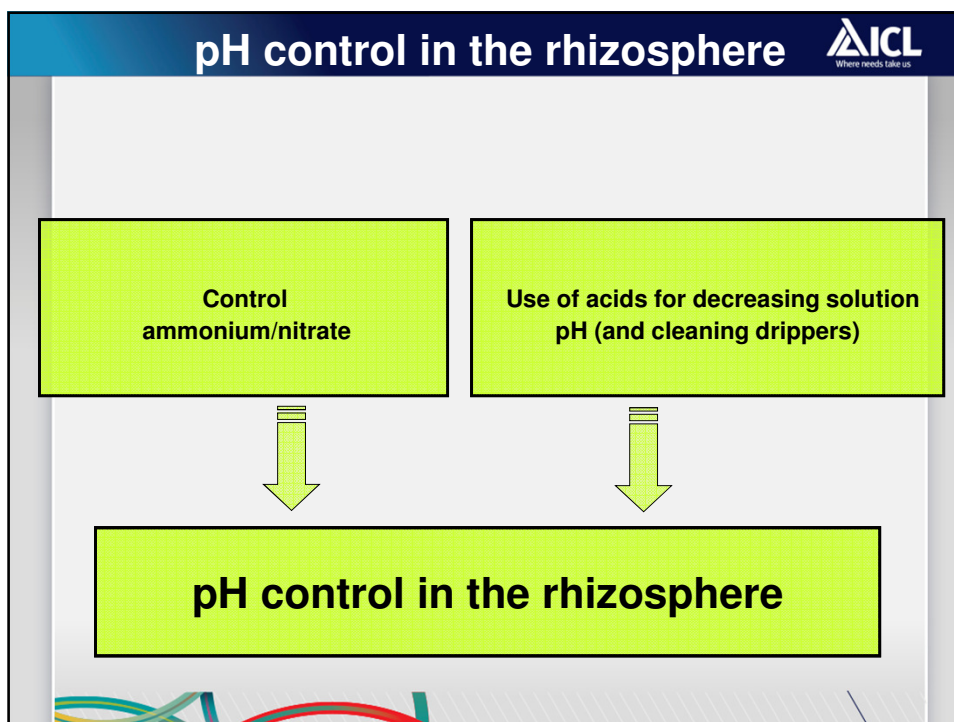 pH control in the rhizosphere
ICL
Where needs take us
Control
ammonium/nitrate
Use of acids for decreasing solution
pH (and cleaning drippers)
pH control in the rhizosphere